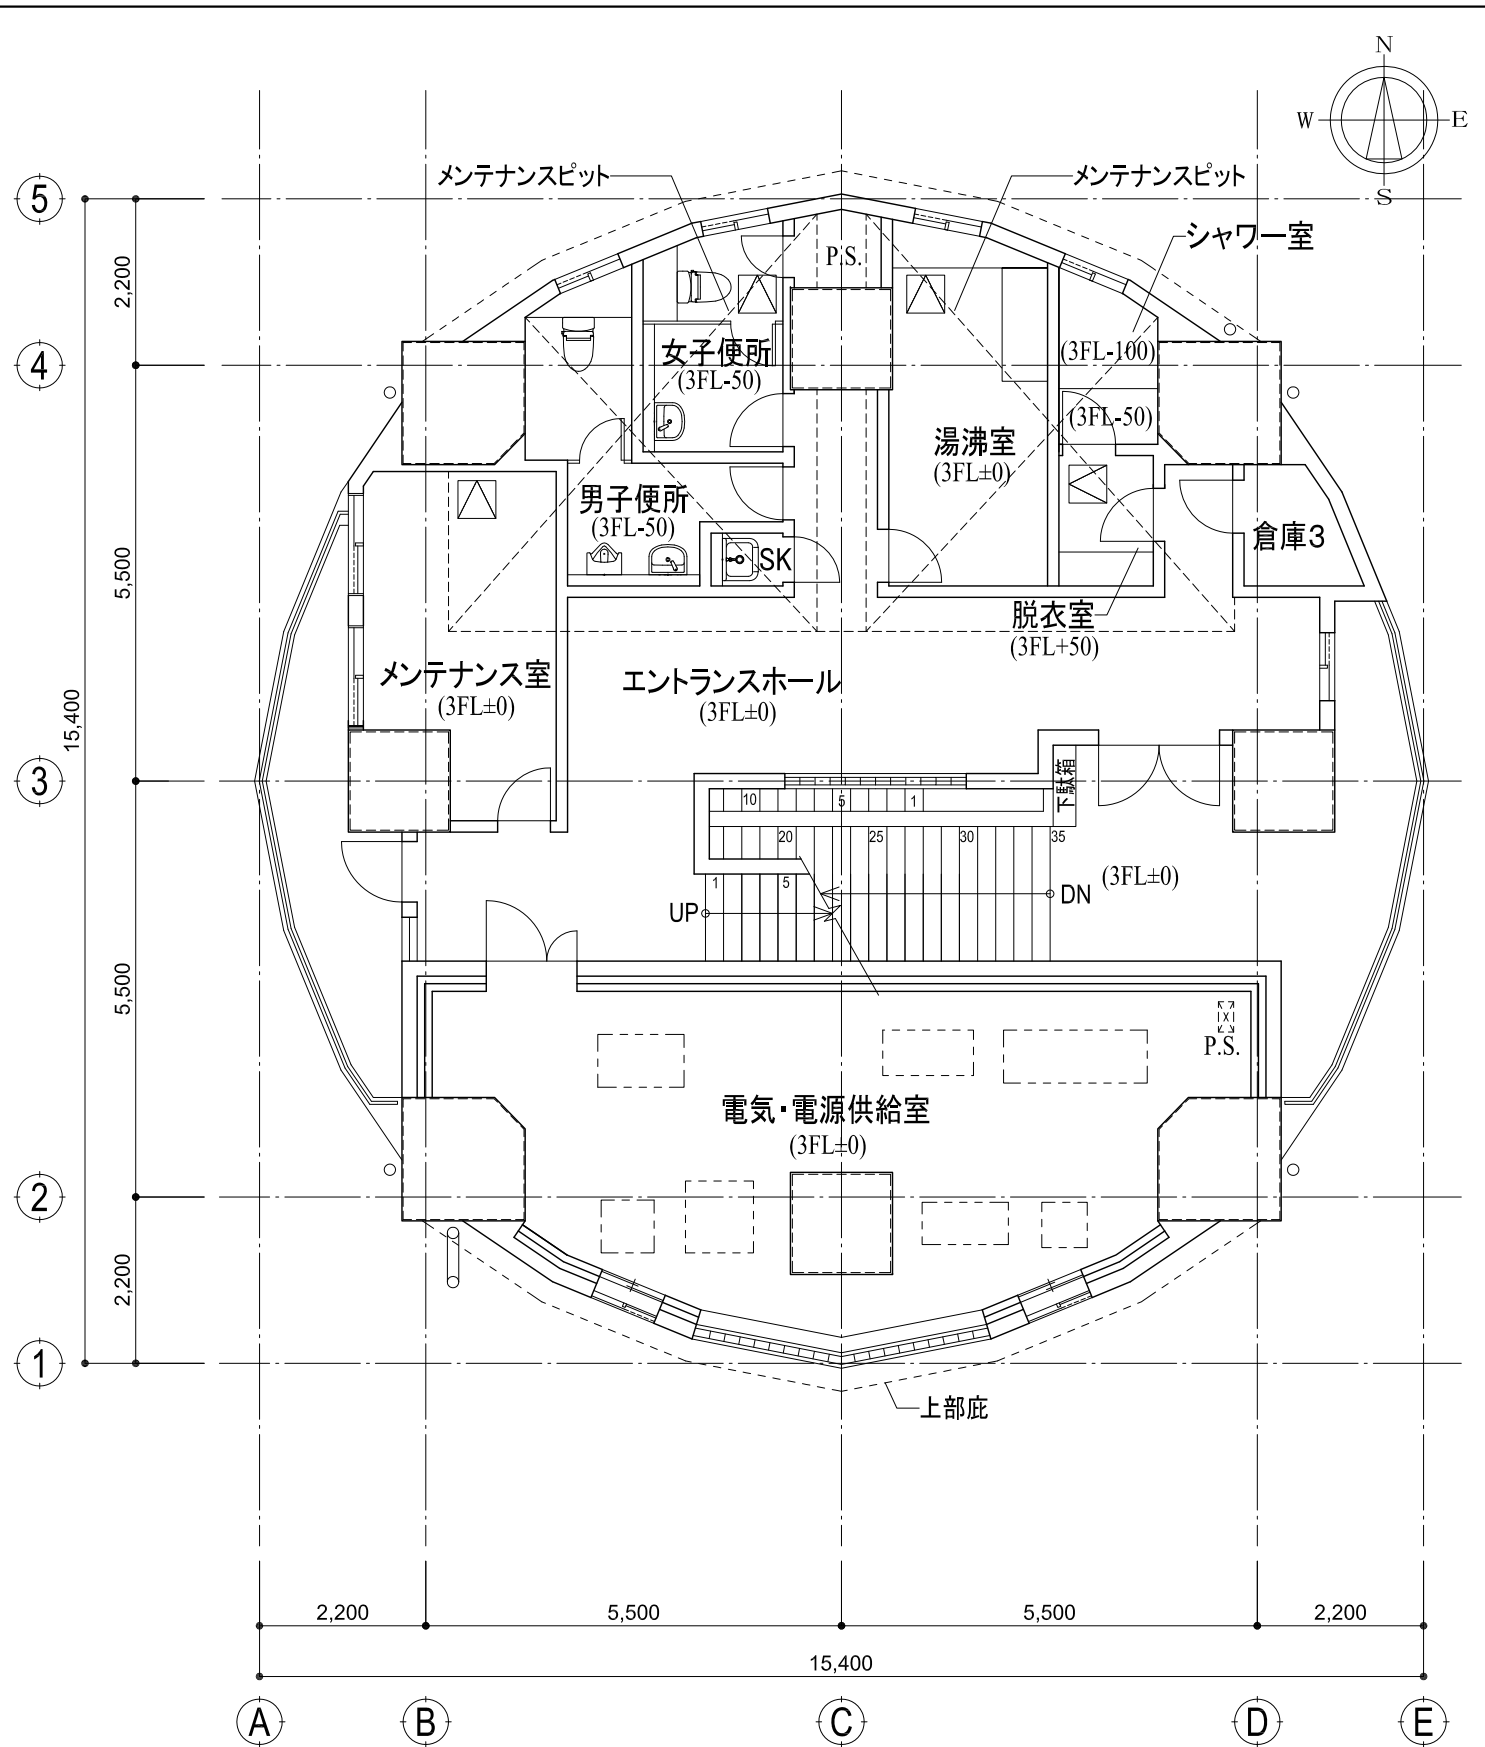 N
W
E
S
メンテナンスピット
メンテナンスピット
シャワー室
5
2,200
P.S.
4
女子便所
(3FL-50)
(3FL-100)
(3FL-50)
湯沸室
(3FL±0)
男子便所
(3FL-50)
SK
倉庫3
5,500
脱衣室
(3FL+50)
メンテナンス室
(3FL±0)
エントランスホール
(3FL±0)
15,400
3
下駄箱
10
5
1
20
25
30
35
1
5
UP
DN
(3FL±0)
5,500
P.S.
電気・電源供給室
(3FL±0)
2
2,200
1
上部庇
2,200
5,500
5,500
2,200
15,400
A
B
C
D
E